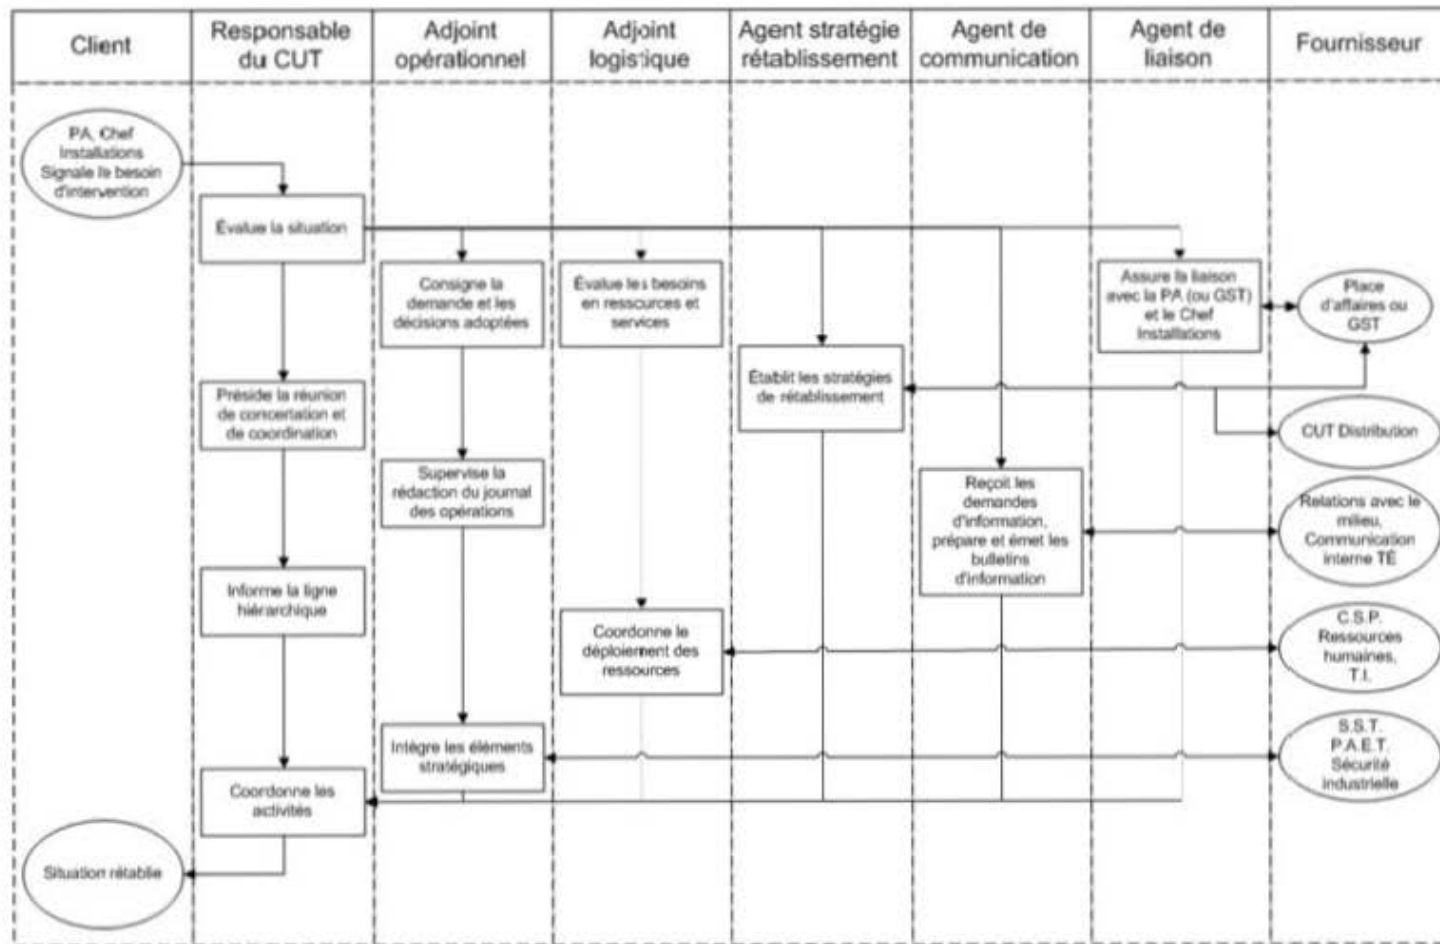 Client
Responsable
du CUT
Adjoint
opérationnel
Adjoint
logistique
Agent stratégie
rétablissement
Agent de
communication
Agent de
liaison
Fournisseur
PA, Chef
Installations
Signale le besoin
d'intervention
Évalue la situation
Consigne la
demande et les
décisions adoptées
Évalue les besoins
en ressources et
services
Assure la liaison
avec la PA (ou GST)
et le Chef
Installations
Place
d'affaires ou
GST
Établit les stratégies
de rétablissement
Préside la réunion
de concertation et
de coordination
CUT Distribution
Supervise la
rédaction du journal
des opérations
Reçoit les
demandes
d'information,
prépare et émet les
bulletins
d'information
Relations avec le
milieu,
Communication
interne TÉ
Informe la ligne
hiérarchique
Coordonne le
déploiement des
ressources
C.S.P.
Ressources
humaines,
T.I.
Intègre les éléments
stratégiques
S.S.T.
P.A.E.T.
Sécurité
industrielle
Coordonne les
activités
Situation rétablie